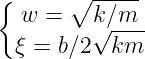 w = √k/m
ξ = b/2√km